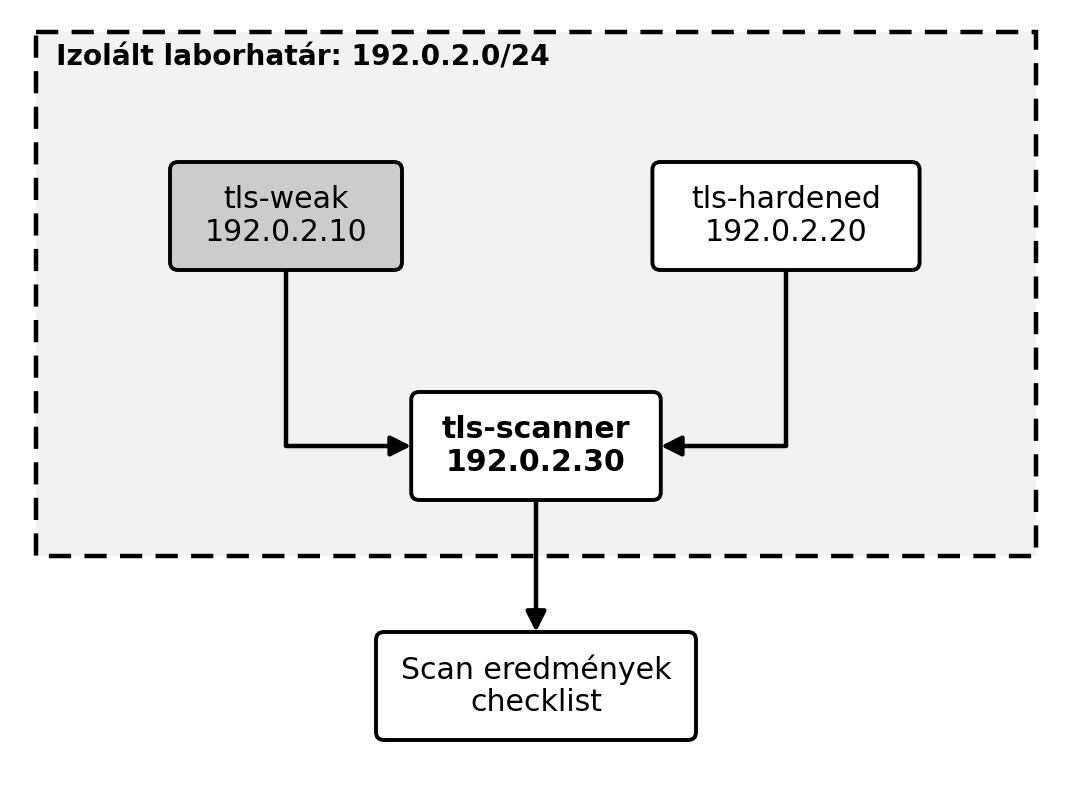 Izolált laborhatár: 192.0.2.0/24
tls-weak
192.0.2.10
tls-hardened
192.0.2.20
tls-scanner
192.0.2.30
Scan eredmények
checklist